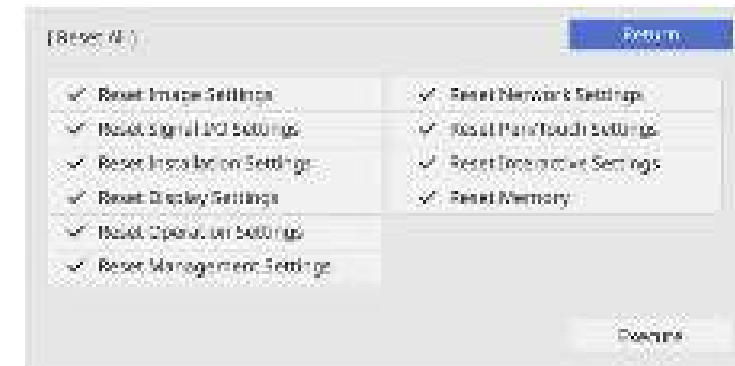 [Reset All]
Return
Reset Image Settings
Reset Signal I/O Settings
Reset Installation Settings
Reset Display Settings
Reset Operation Settings
Reset Management Settings
Reset Network Settings
Reset Pen/Touch Settings
Reset Interactive Settings
Reset Memory
Execute